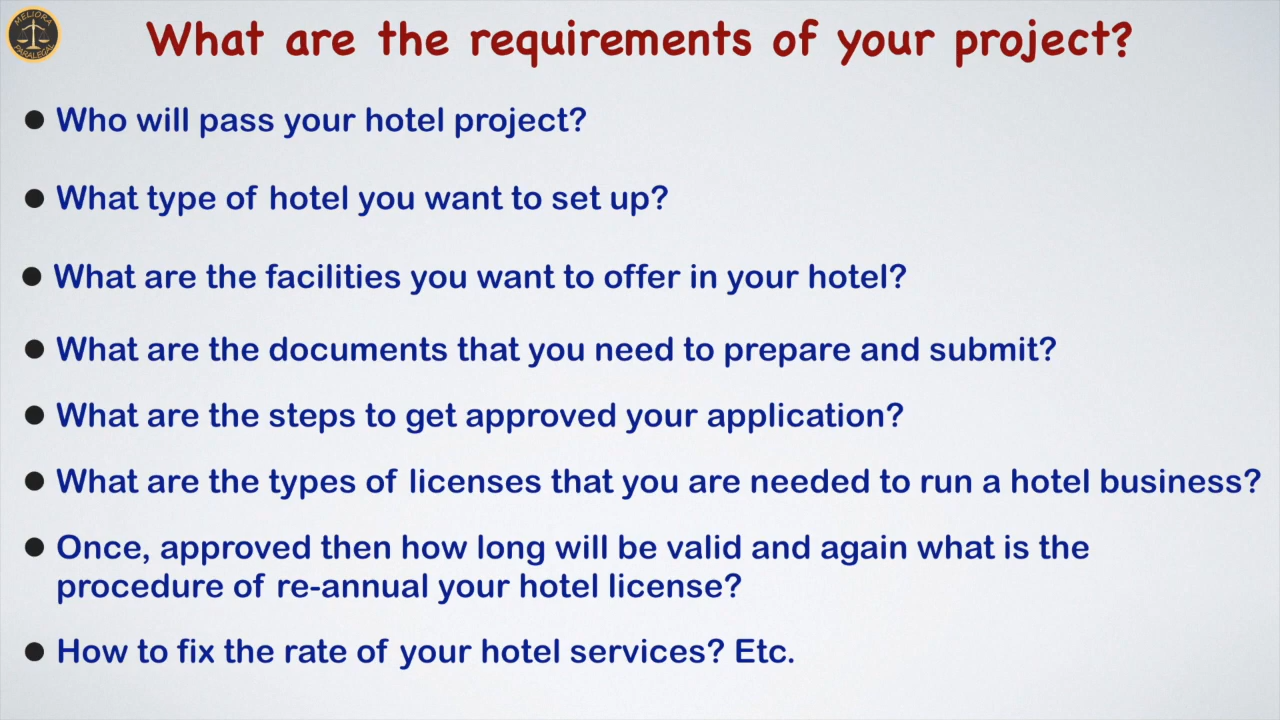 MELIORA
PARALEGAL
What are the requirements of your project?
● Who will pass your hotel project?
● What type of hotel you want to set up?
● What are the facilities you want to offer in your hotel?
● What are the documents that you need to prepare and submit?
● What are the steps to get approved your application?
● What are the types of licenses that you are needed to run a hotel business?
● Once, approved then how long will be valid and again what is the
procedure of re-annual your hotel license?
● How to fix the rate of your hotel services? Etc.